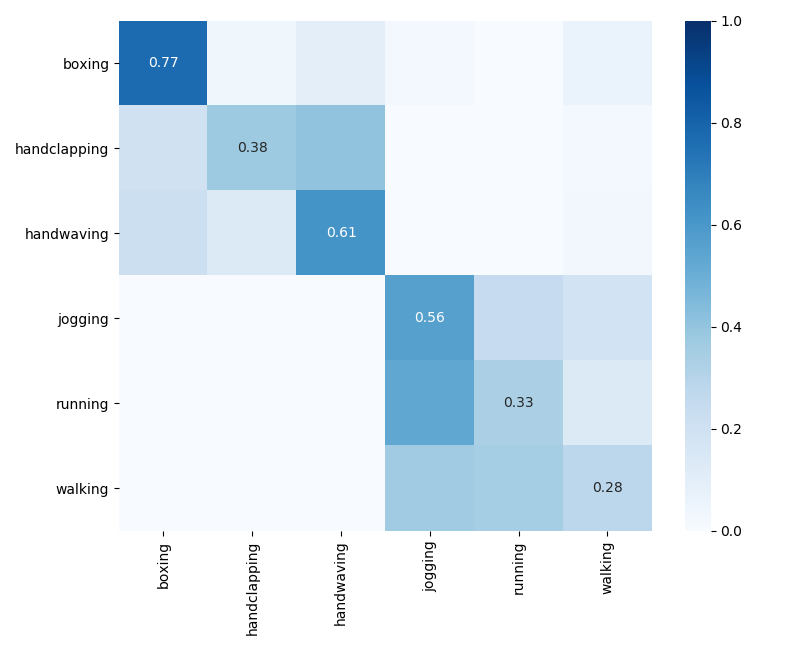 1.0
boxing
0.77
0.8
handclapping
0.38
0.6
handwaving
0.61
jogging
0.56
0.4
running
0.33
0.2
walking
0.28
0.0
boxing
handclapping
handwaving
jogging
running
walking